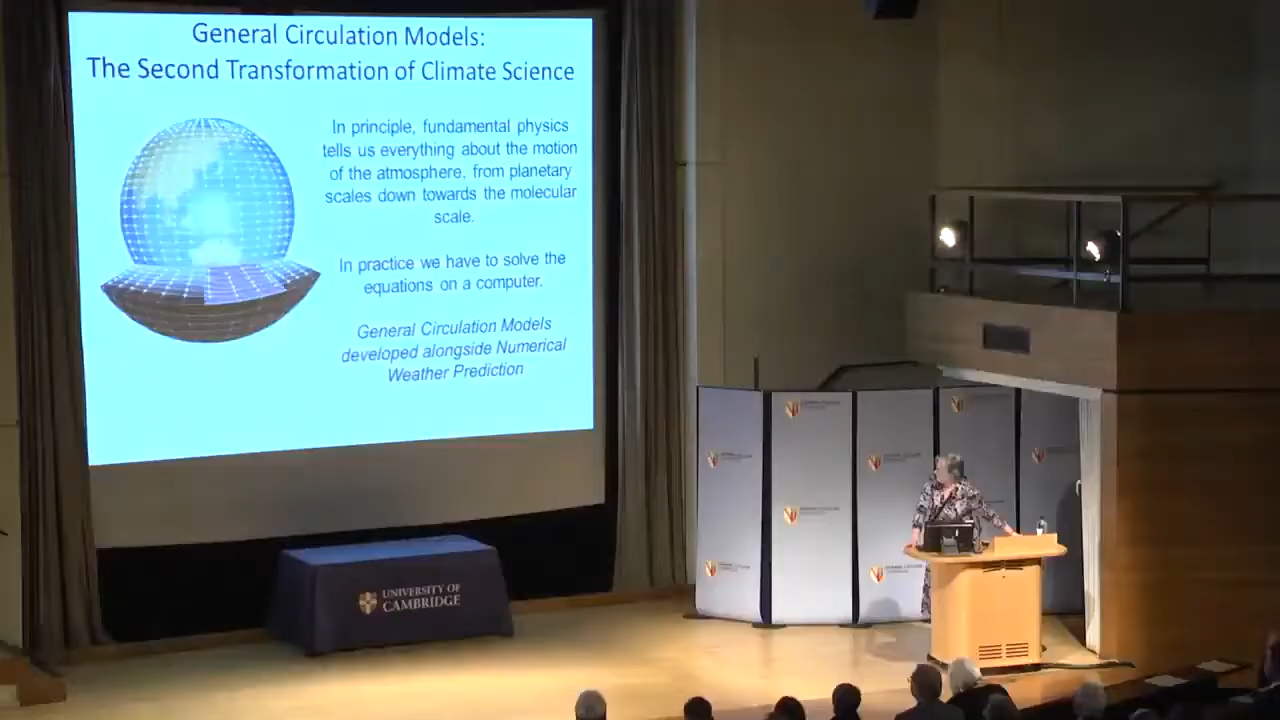 General Circulation Models:
The Second Transformation of Climate Science
In principle, fundamental physics
tells us everything about the motion
of the atmosphere, from planetary
scales down towards the molecular
scale.
In practice we have to solve the
equations on a computer.
General Circulation Models
developed alongside Numerical
Weather Prediction
UNIVERSITY OF
CAMBRIDGE